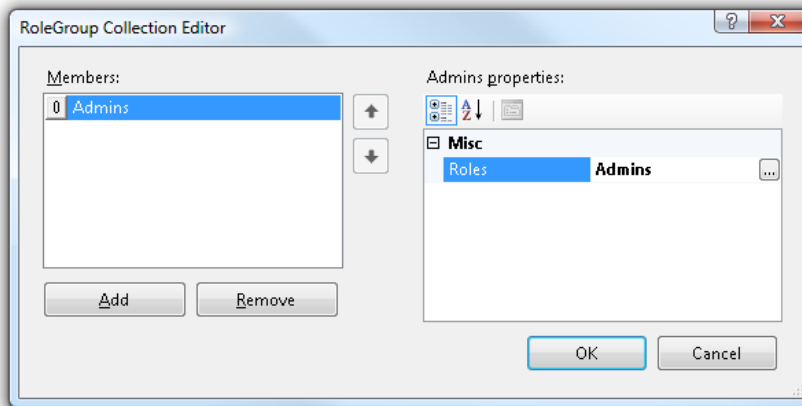 RoleGroup Collection Editor
Members:
0 Admins
Add
Remove
Admins properties:
A
Z
Misc
Roles Admins ...
OK
Cancel